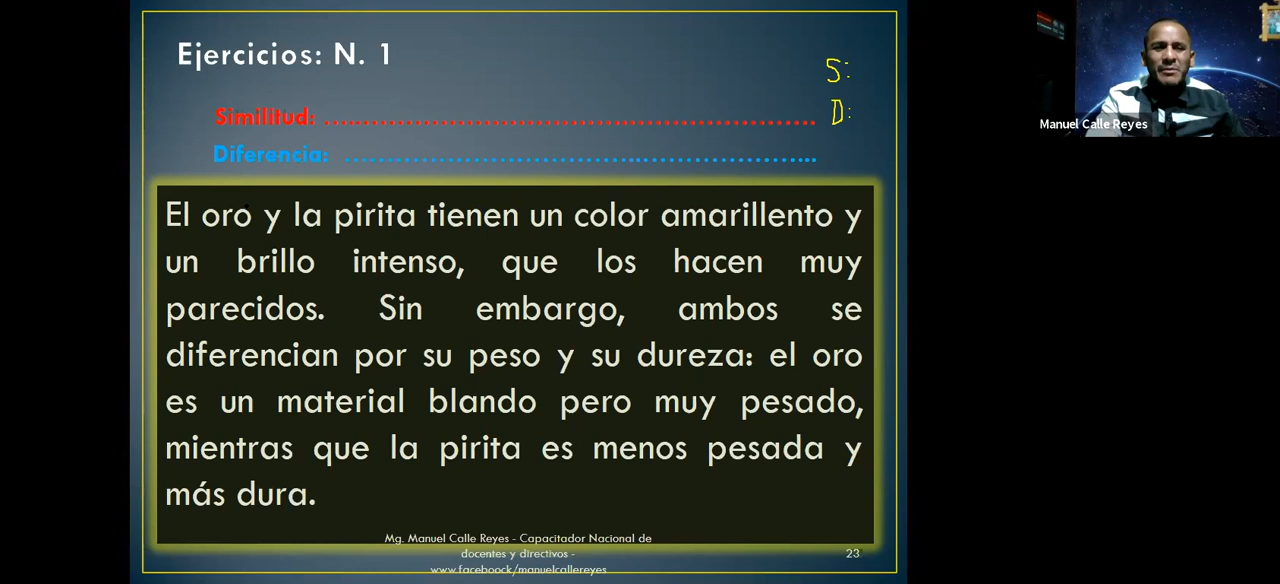 Ejercicios: N. 1
S:
Similitud: ........................................................
D:
Diferencia: ........................................................
El oro y la pirita tienen un color amarillento y
un brillo intenso, que los hacen muy
parecidos. Sin embargo, ambos se
diferencian por su peso y su dureza: el oro
es un material blando pero muy pesado,
mientras que la pirita es menos pesada y
más dura.
Mg. Manuel Calle Reyes - Capacitador Nacional de
docentes y directivos -
www.faceboock/manuelcallereyes
23
Manuel Calle Reyes